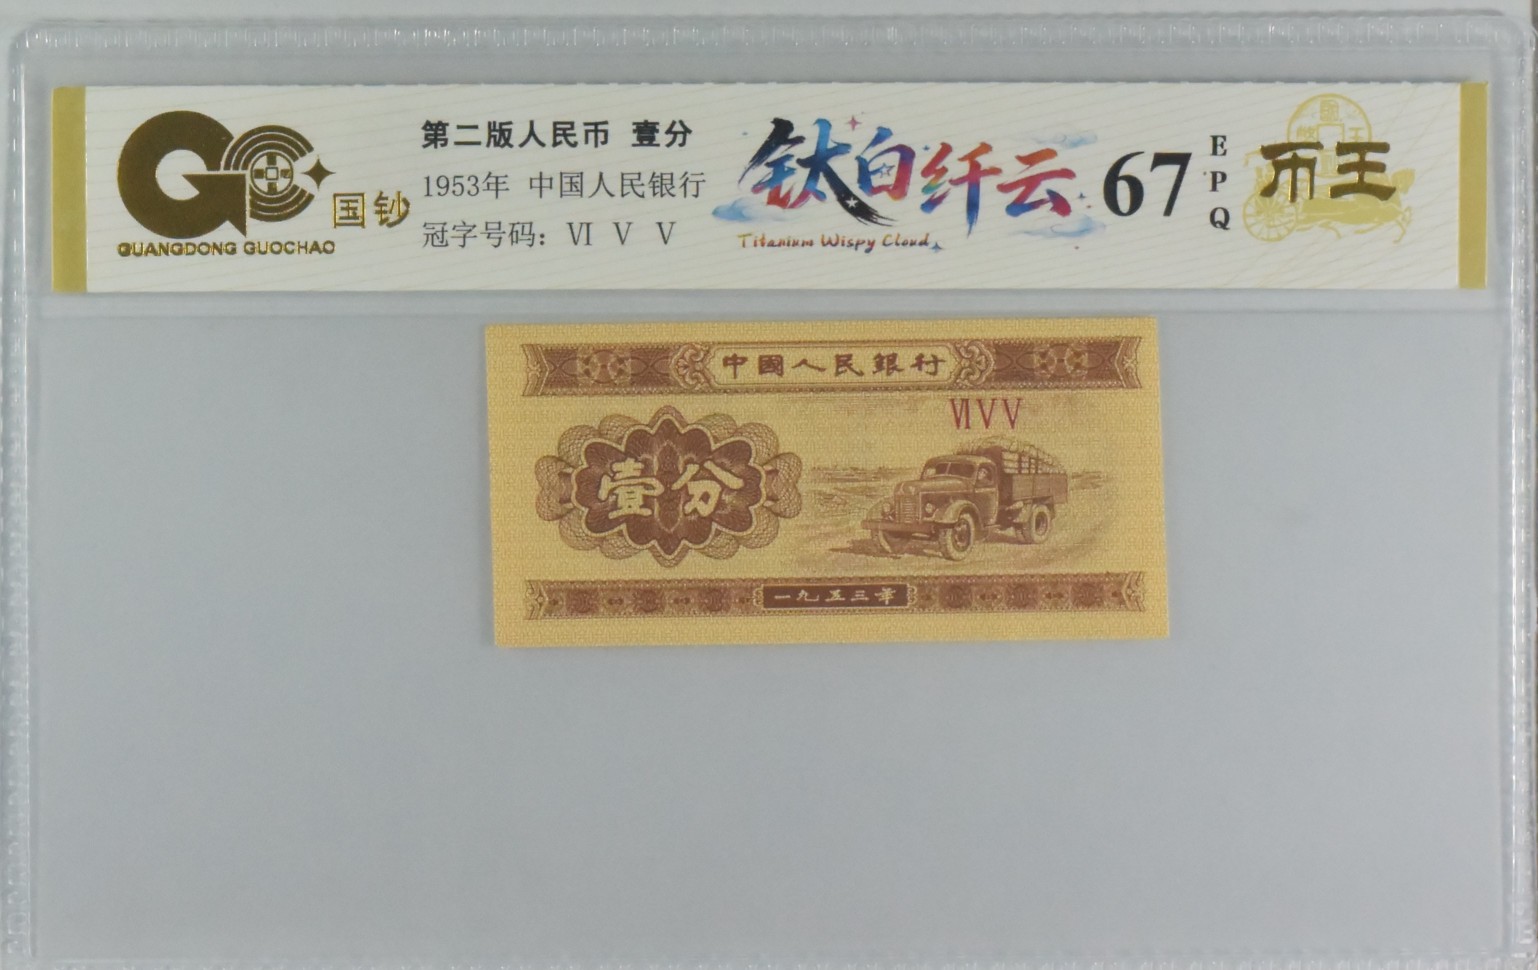 国钞
GUANGDONG GUOCHAO
第二版人民币 壹分
1953年 中国人民银行
冠字号码: Ⅵ Ⅴ Ⅴ
钛白纤云
Titanium Wispy Cloud
67
EPQ
币王
中國人民銀行
ⅥⅤⅤ
壹分
一九五三年